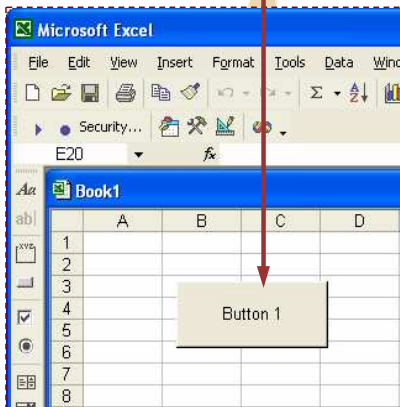 Microsoft Excel
File Edit View Insert Format Tools Data
Security...
E20 fx
Aa Book1
ab|
A B C D
XYZ
1
2
3
4 Button 1
5
6
7
8